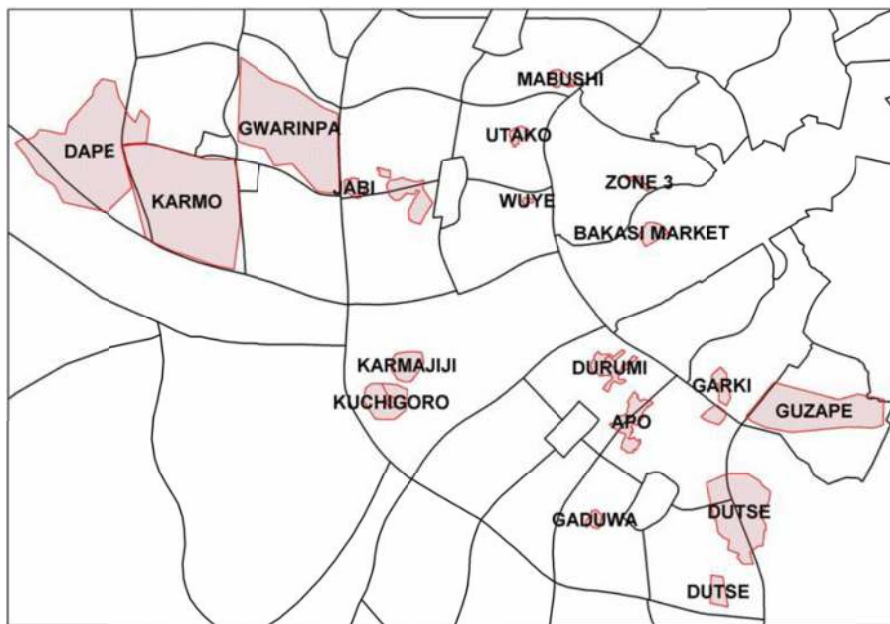 MABUSHI
GWARINPA
UTAKO
DAPE
JABI
ZONE 3
KARMO
WUYE
BAKASI MARKET
KARMAJIJI
DURUMI
GARKI
KUCHIGORO
GUZAPE
APO
DUTSE
GADUWA
DUTSE